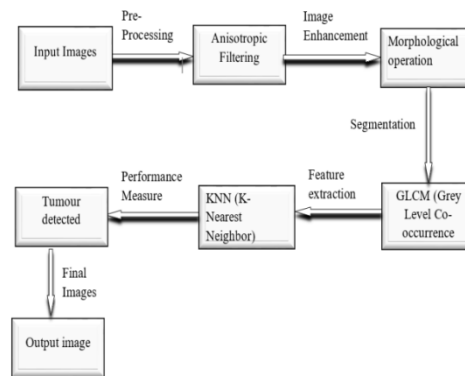 Pre-
Processing
Image
Enhancement
Input Images
Anisotropic
Filtering
Morphological
operation
Segmentation
Performance
Measure
Feature
extraction
Tumour
detected
KNN (K-
Nearest
Neighbor)
GLCM (Grey
Level Co-
occurrence
Final
Images
Output image